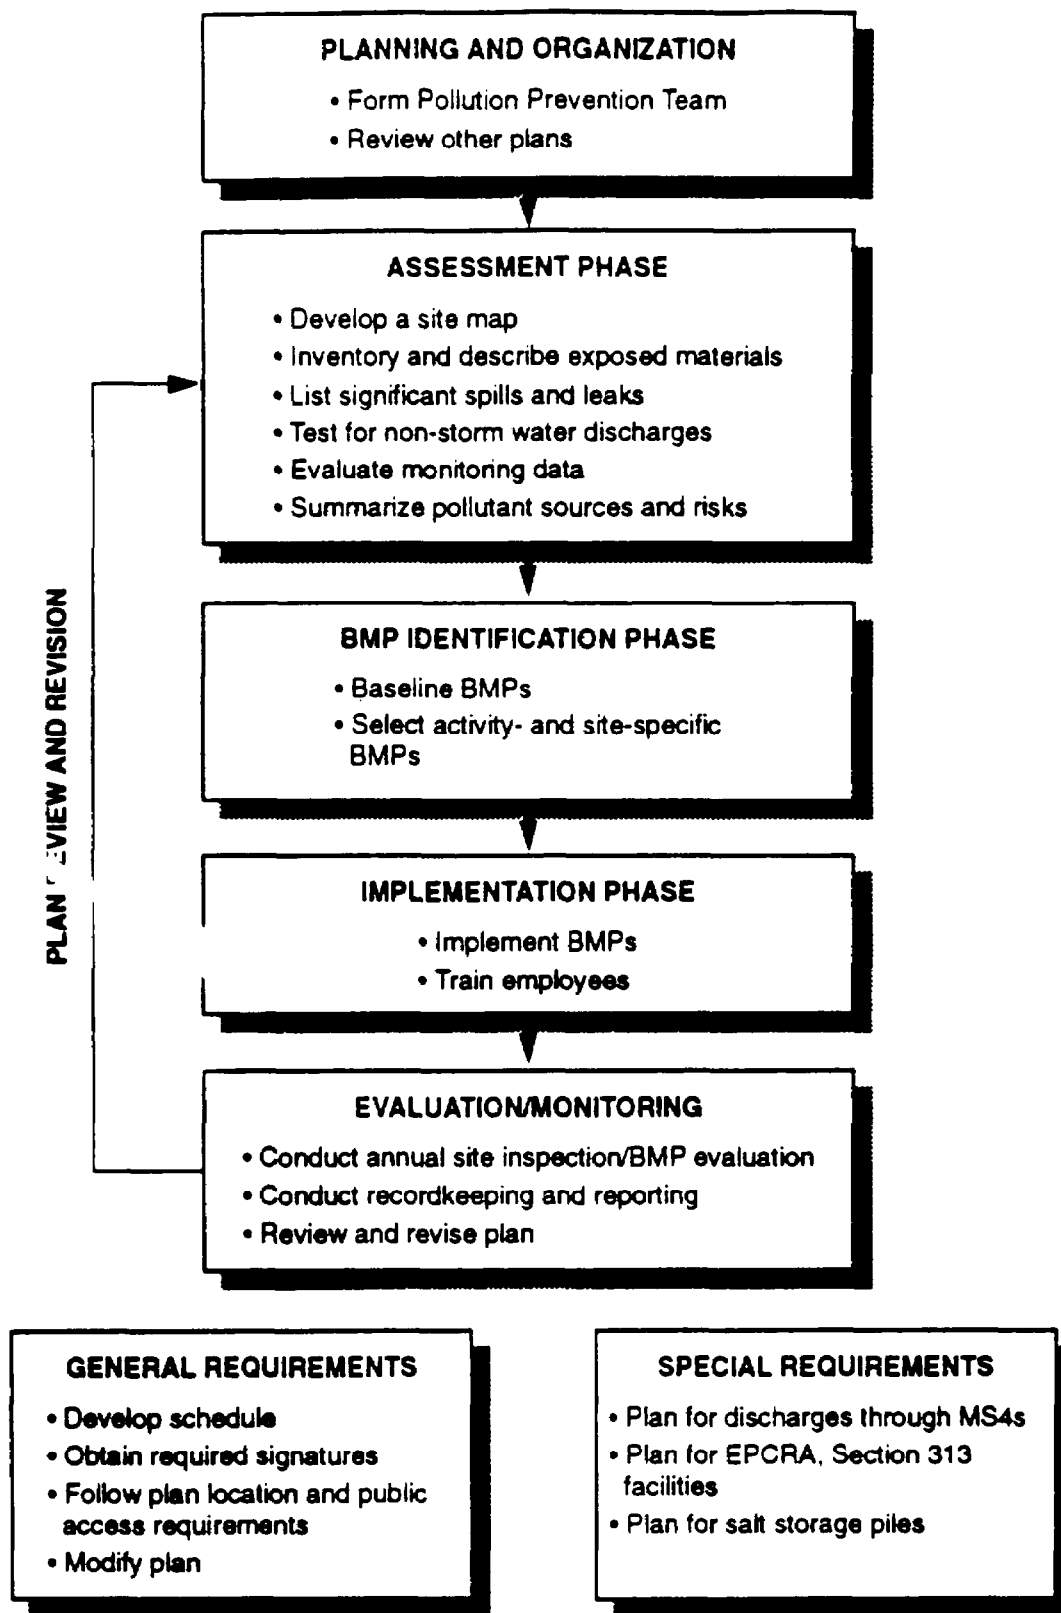 PLANNING AND ORGANIZATION
• Form Pollution Prevention Team
• Review other plans
ASSESSMENT PHASE
• Develop a site map
• Inventory and describe exposed materials
• List significant spills and leaks
• Test for non-storm water discharges
• Evaluate monitoring data
• Summarize pollutant sources and risks
BMP IDENTIFICATION PHASE
• Baseline BMPs
• Select activity- and site-specific
BMPs
IMPLEMENTATION PHASE
• Implement BMPs
• Train employees
EVALUATION/MONITORING
• Conduct annual site inspection/BMP evaluation
• Conduct recordkeeping and reporting
• Review and revise plan
PLAN AND REVISION
GENERAL REQUIREMENTS
• Develop schedule
• Obtain required signatures
• Follow plan location and public
access requirements
• Modify plan
SPECIAL REQUIREMENTS
• Plan for discharges through MS4s
• Plan for EPCRA, Section 313
facilities
• Plan for salt storage piles